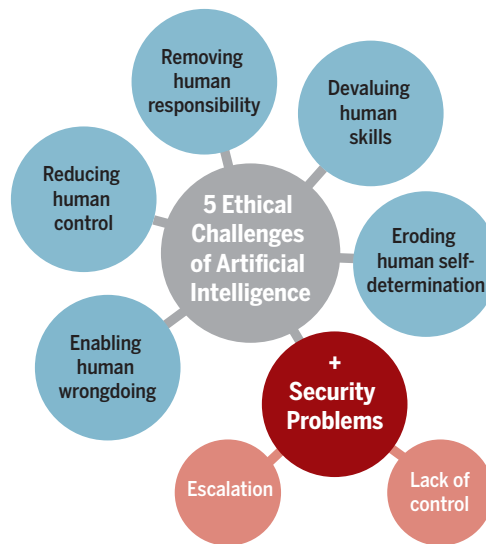 5 Ethical
Challenges
of Artificial
Intelligence
Removing
human
responsibility
Devaluing
human
skills
Eroding
human self-
determination
Reducing
human
control
Enabling
human
wrongdoing
+
Security
Problems
Escalation
Lack of
control